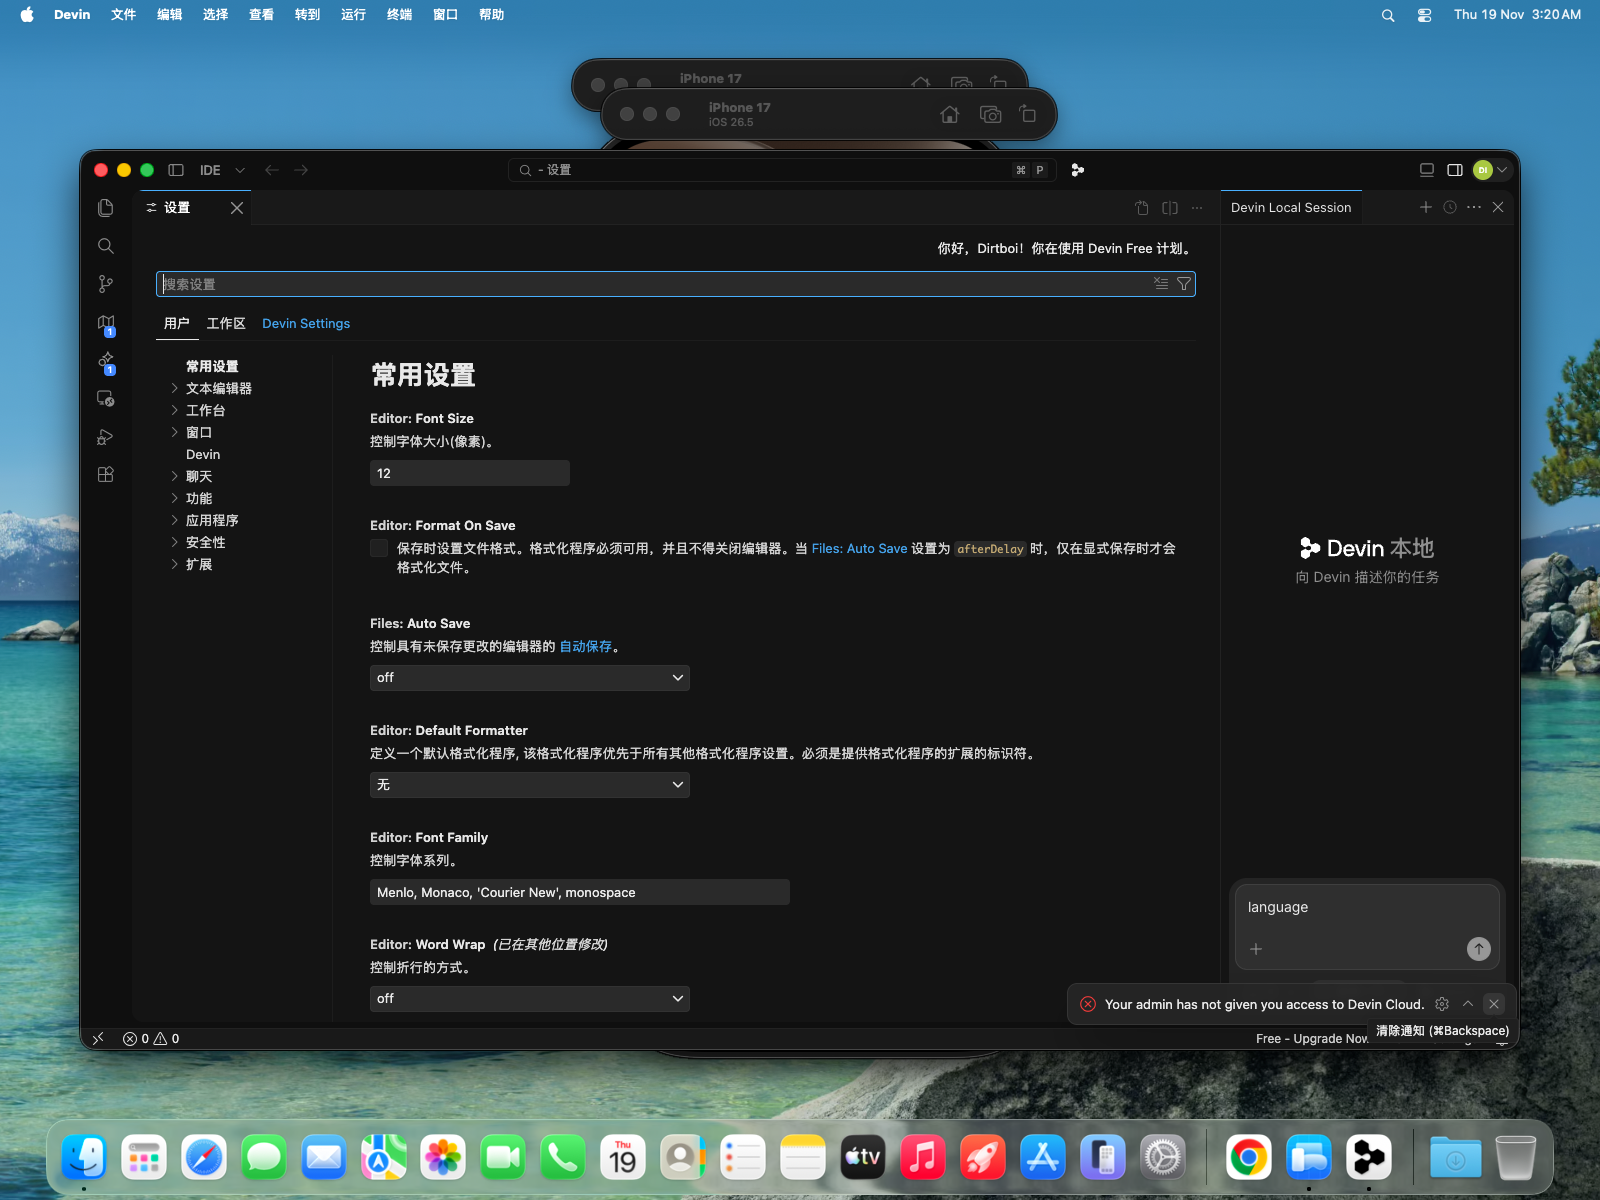 Devin 文件 编辑 选择 查看 转到 运行 终端 窗口 帮助
Thu 19 Nov 3:20 AM
iPhone 17
iPhone 17
iOS 26.5
IDE
- 设置
⌘ P
DI
设置
Devin Local Session
你好，Dirtboi！你在使用 Devin Free 计划。
搜索设置
用户 工作区 Devin Settings
1
1
常用设置
文本编辑器
工作台
窗口
Devin
聊天
功能
应用程序
安全性
扩展
常用设置
Editor: Font Size
控制字体大小(像素)。
12
Editor: Format On Save
保存时设置文件格式。格式化程序必须可用，并且不得关闭编辑器。当 Files: Auto Save 设置为 afterDelay 时，仅在显式保存时才会
格式化文件。
Files: Auto Save
控制具有未保存更改的编辑器的 自动保存。
off
Editor: Default Formatter
定义一个默认格式化程序, 该格式化程序优先于所有其他格式化程序设置。必须是提供格式化程序的扩展的标识符。
无
Editor: Font Family
控制字体系列。
Menlo, Monaco, 'Courier New', monospace
Editor: Word Wrap (已在其他位置修改)
控制折行的方式。
off
Devin 本地
向 Devin 描述你的任务
language
Your admin has not given you access to Devin Cloud.
清除通知 (⌘Backspace)
0 0
Free - Upgrade Now
Thu
19
tv